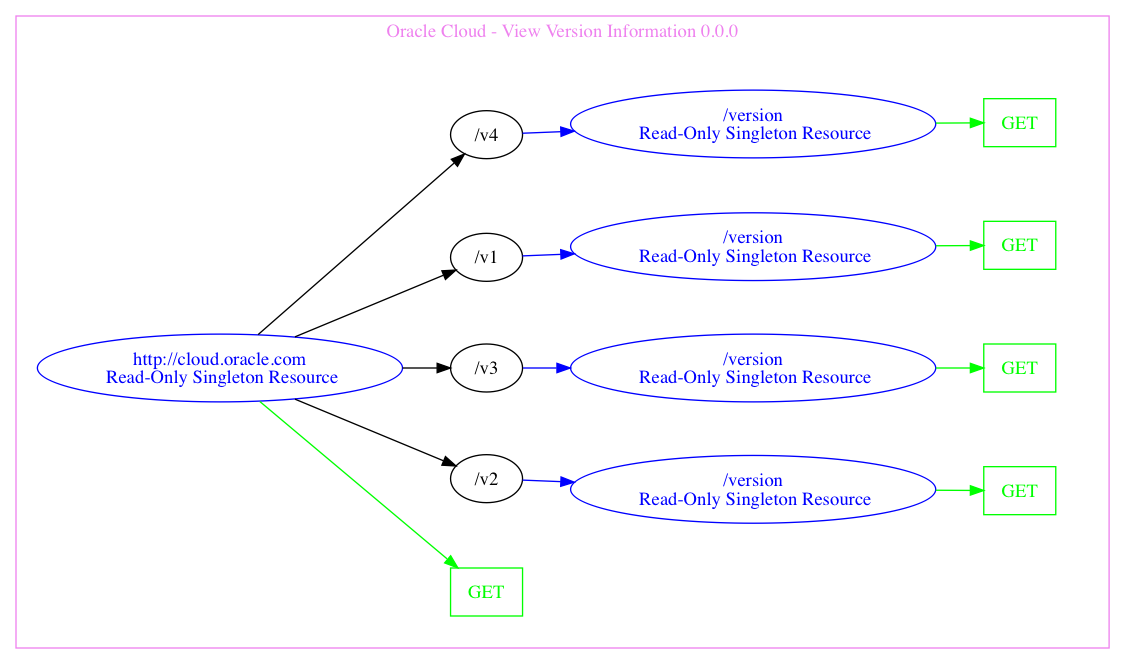 Oracle Cloud - View Version Information 0.0.0
/v4
/version
Read-Only Singleton Resource
GET
/v1
/version
Read-Only Singleton Resource
GET
http://cloud.oracle.com
Read-Only Singleton Resource
/v3
/version
Read-Only Singleton Resource
GET
/v2
/version
Read-Only Singleton Resource
GET
GET